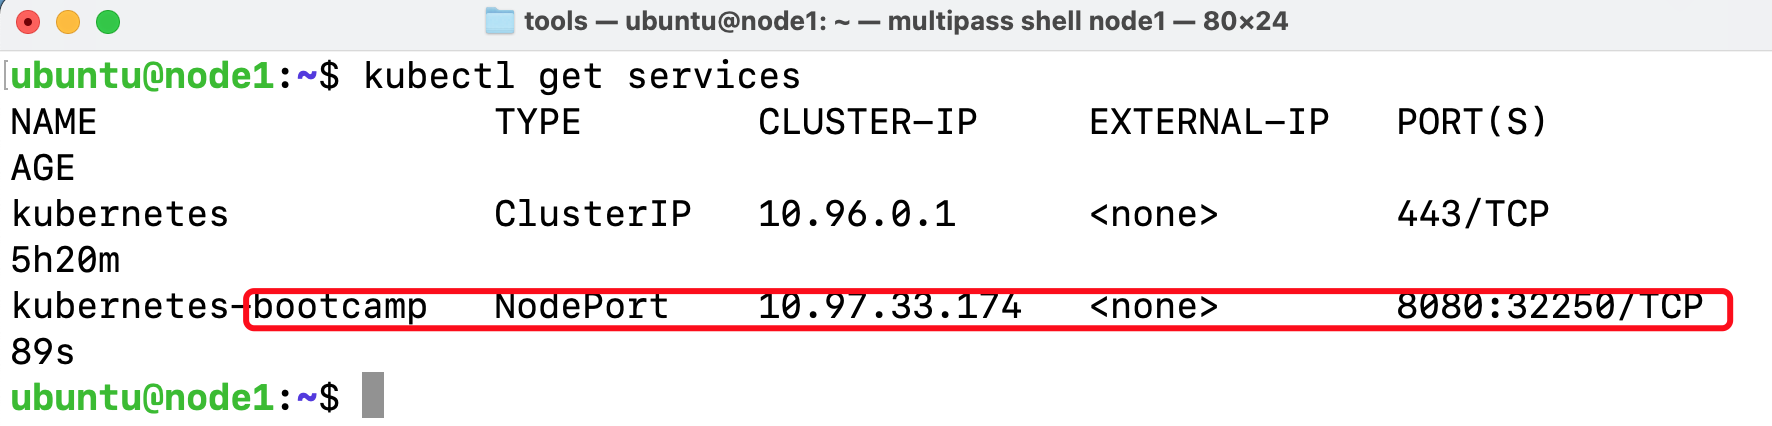 tools — ubuntu@node1: ~ — multipass shell node1 — 80×24
[ubuntu@node1:~$ kubectl get services
NAME                  TYPE        CLUSTER-IP     EXTERNAL-IP   PORT(S)
AGE
kubernetes            ClusterIP   10.96.0.1      <none>        443/TCP
5h20m
kubernetes-bootcamp   NodePort    10.97.33.174   <none>        8080:32250/TCP
89s
ubuntu@node1:~$